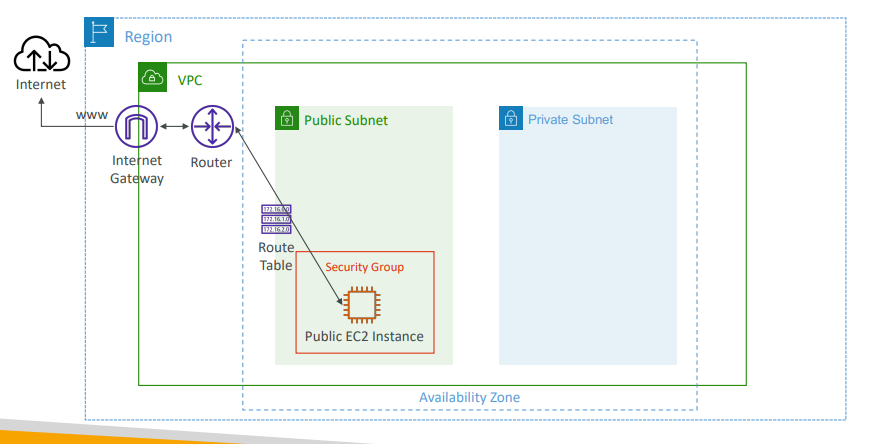 Region
Internet
VPC
www
Public Subnet
Private Subnet
Internet
Gateway
Router
172.16.0.0
172.16.1.0
172.16.2.0
Route
Table
Security Group
Public EC2 Instance
Availability Zone